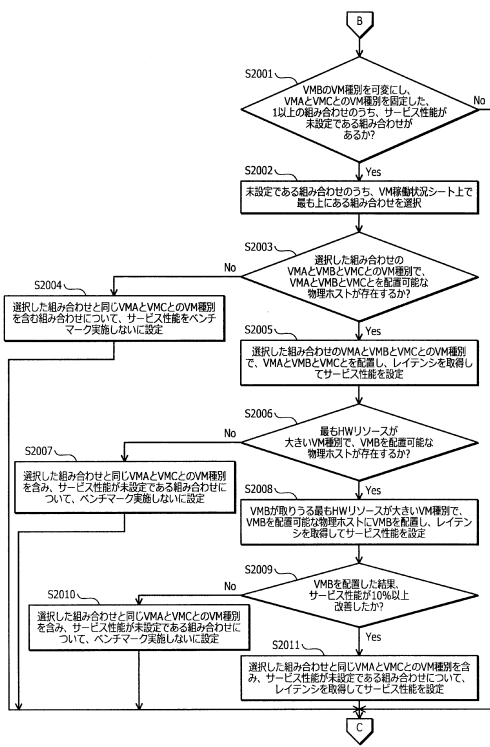 B
S2001
VMBのVM種別を可変にし、
VMAとVMCとのVM種別を固定した、
1以上の組み合わせのうち、サービス性能が
未設定である組み合わせが
あるか?
No
Yes
S2002
未設定である組み合わせのうち、VM稼働状況シート上で
最も上にある組み合わせを選択
S2003
選択した組み合わせの
VMAとVMBとVMCとのVM種別で、
VMAとVMBとVMCとを配置可能な
物理ホストが存在するか?
No
Yes
S2004
選択した組み合わせと同じVMAとVMCとのVM種別
を含む組み合わせについて、サービス性能をベンチ
マーク実施しないに設定
S2005
選択した組み合わせのVMAとVMBとVMCとのVM種別
で、VMAとVMBとVMCとを配置し、レイテンシを取得し
てサービス性能を設定
S2006
最もHWリソースが
大きいVM種別で、VMBを配置可能な
物理ホストが存在するか?
No
Yes
S2007
選択した組み合わせと同じVMAとVMCとのVM種別
を含み、サービス性能が未設定である組み合わせに
ついて、ベンチマーク実施しないに設定
S2008
VMBが取りうる最もHWリソースが大きいVM種別で、
VMBを配置可能な物理ホストにVMBを配置し、レイテ
ンシを取得してサービス性能を設定
S2009
VMBを配置した結果、
サービス性能が10%以上
改善したか?
No
Yes
S2010
選択した組み合わせと同じVMAとVMCとのVM種別
を含み、サービス性能が未設定である組み合わせに
ついて、ベンチマーク実施しないに設定
S2011
選択した組み合わせと同じVMAとVMCとのVM種別を含
み、サービス性能が未設定である組み合わせについて、
レイテンシを取得してサービス性能を設定
C